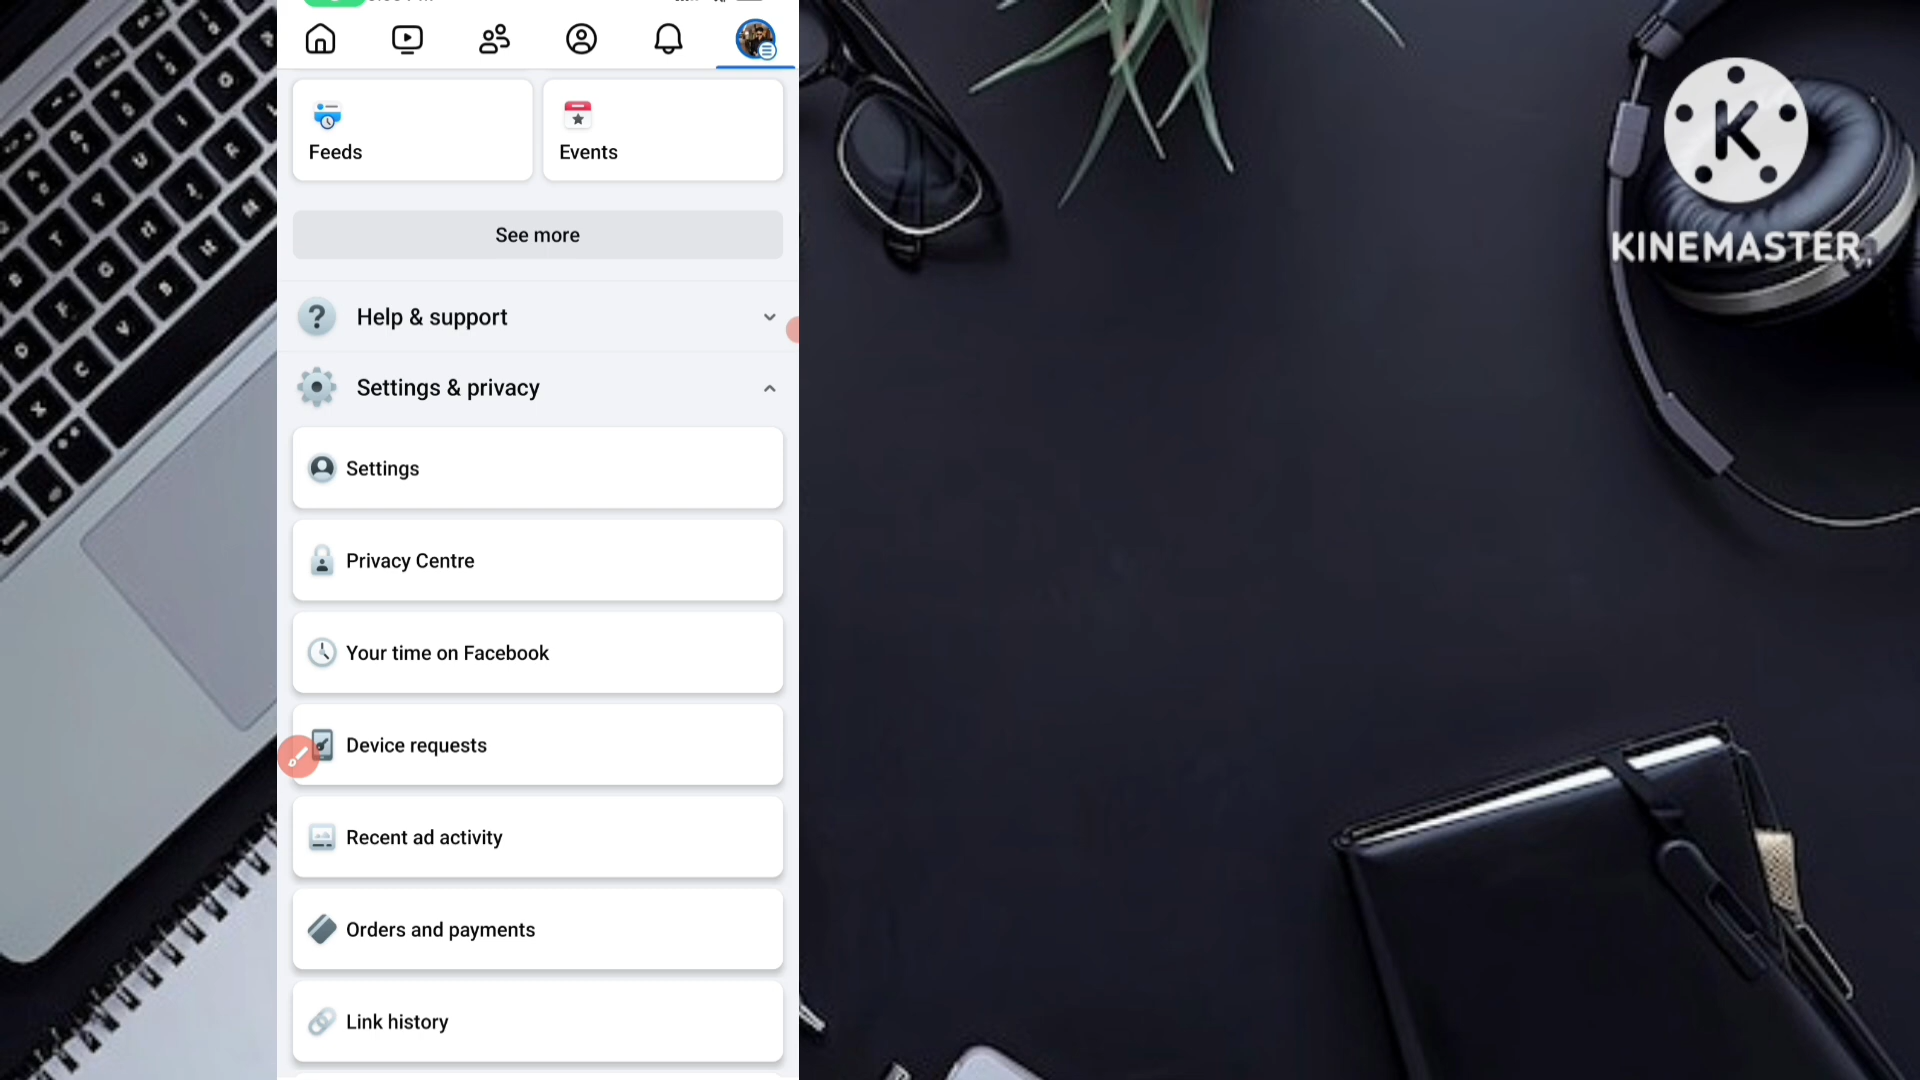 Feeds
Events
See more
Help & support
Settings & privacy
Settings
Privacy Centre
Your time on Facebook
Device requests
Recent ad activity
Orders and payments
Link history
K
KINEMASTER